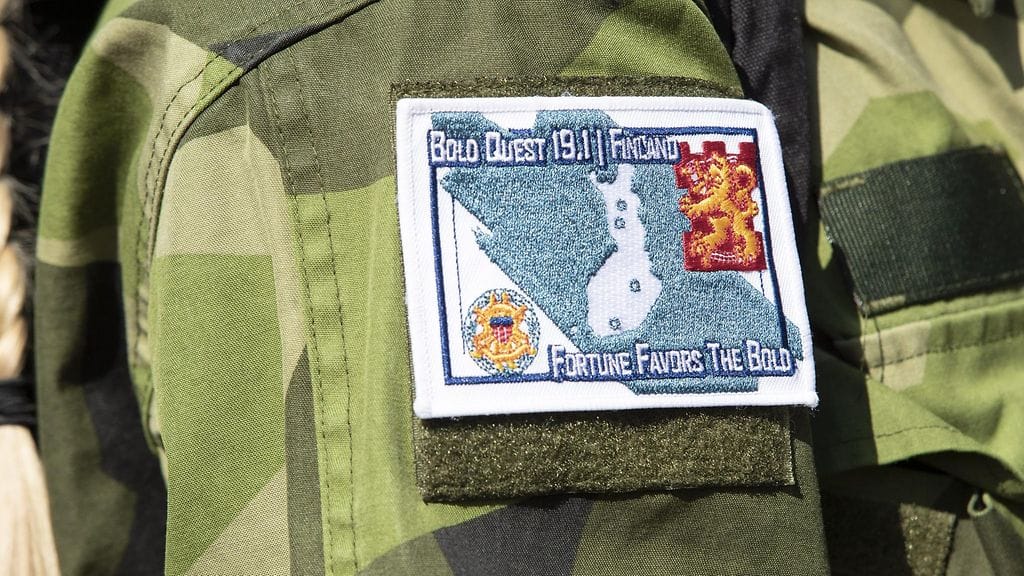 BOLD QUEST 19.1 | FINLAND
FORTUNE FAVORS THE BOLD